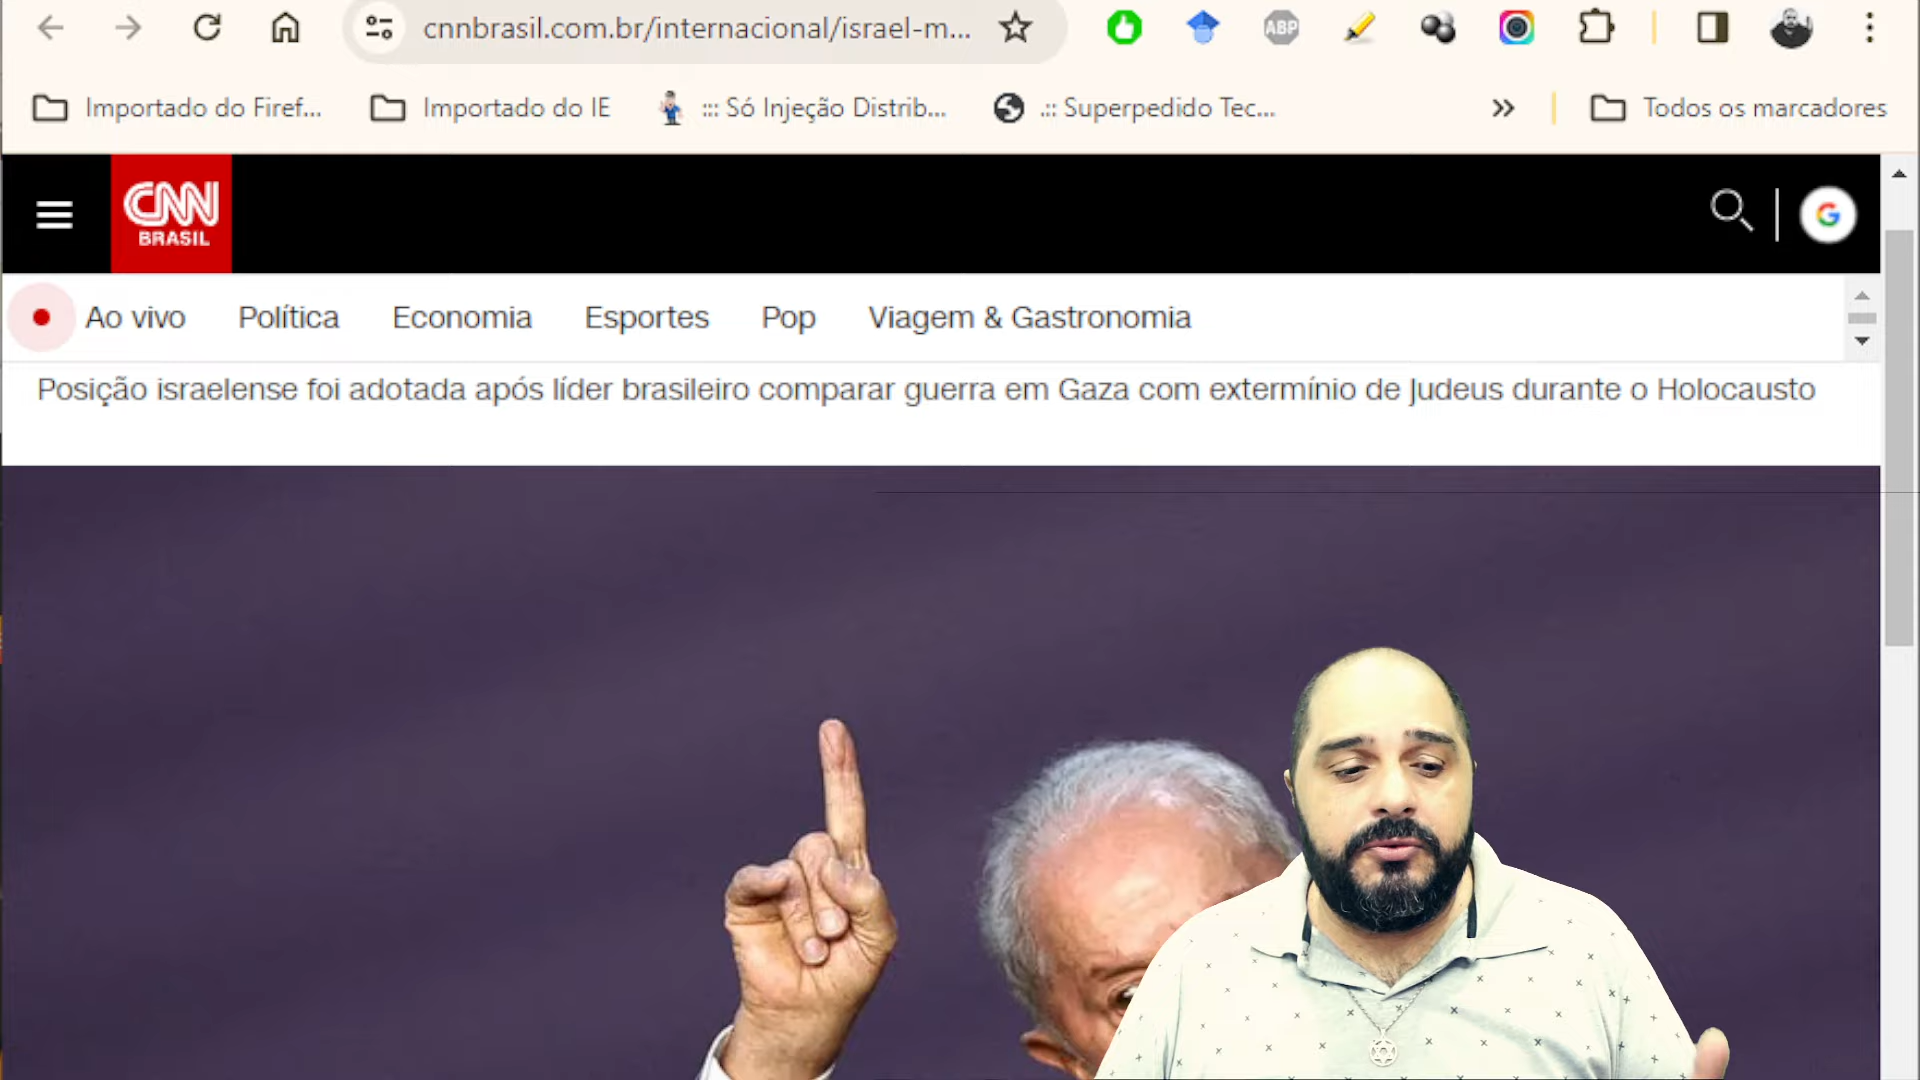 cnnbrasil.com.br/internacional/israel-m...
ABP
Importado do Firef...
Importado do IE
::: Só Injeção Distrib...
.:: Superpedido Tec...
Todos os marcadores
CNN
BRASIL
G
Ao vivo
Política
Economia
Esportes
Pop
Viagem & Gastronomia
Posição israelense foi adotada após líder brasileiro comparar guerra em Gaza com extermínio de Judeus durante o Holocausto